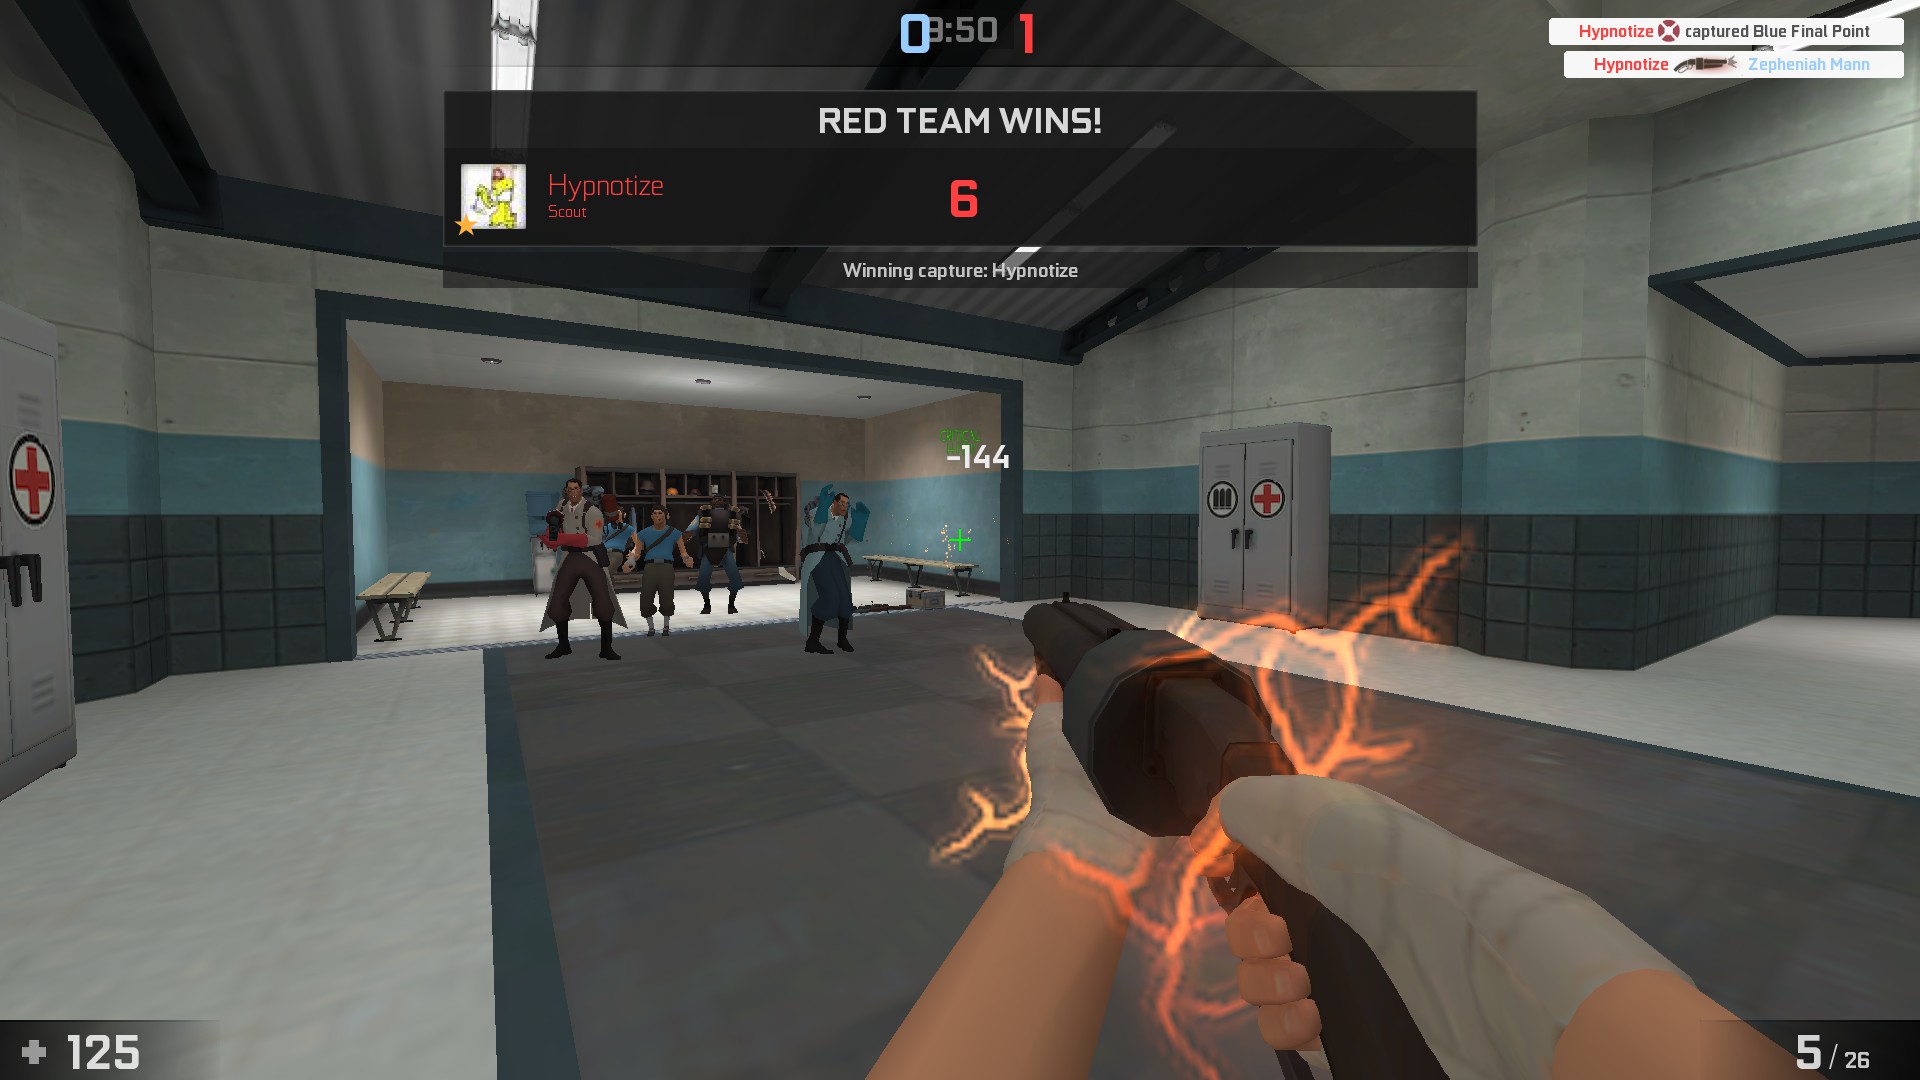 0 9:50 1
Hypnotize captured Blue Final Point
Hypnotize Zepheniah Mann
RED TEAM WINS!
Hypnotize
Scout
6
Winning capture: Hypnotize
-144
125
5 / 26